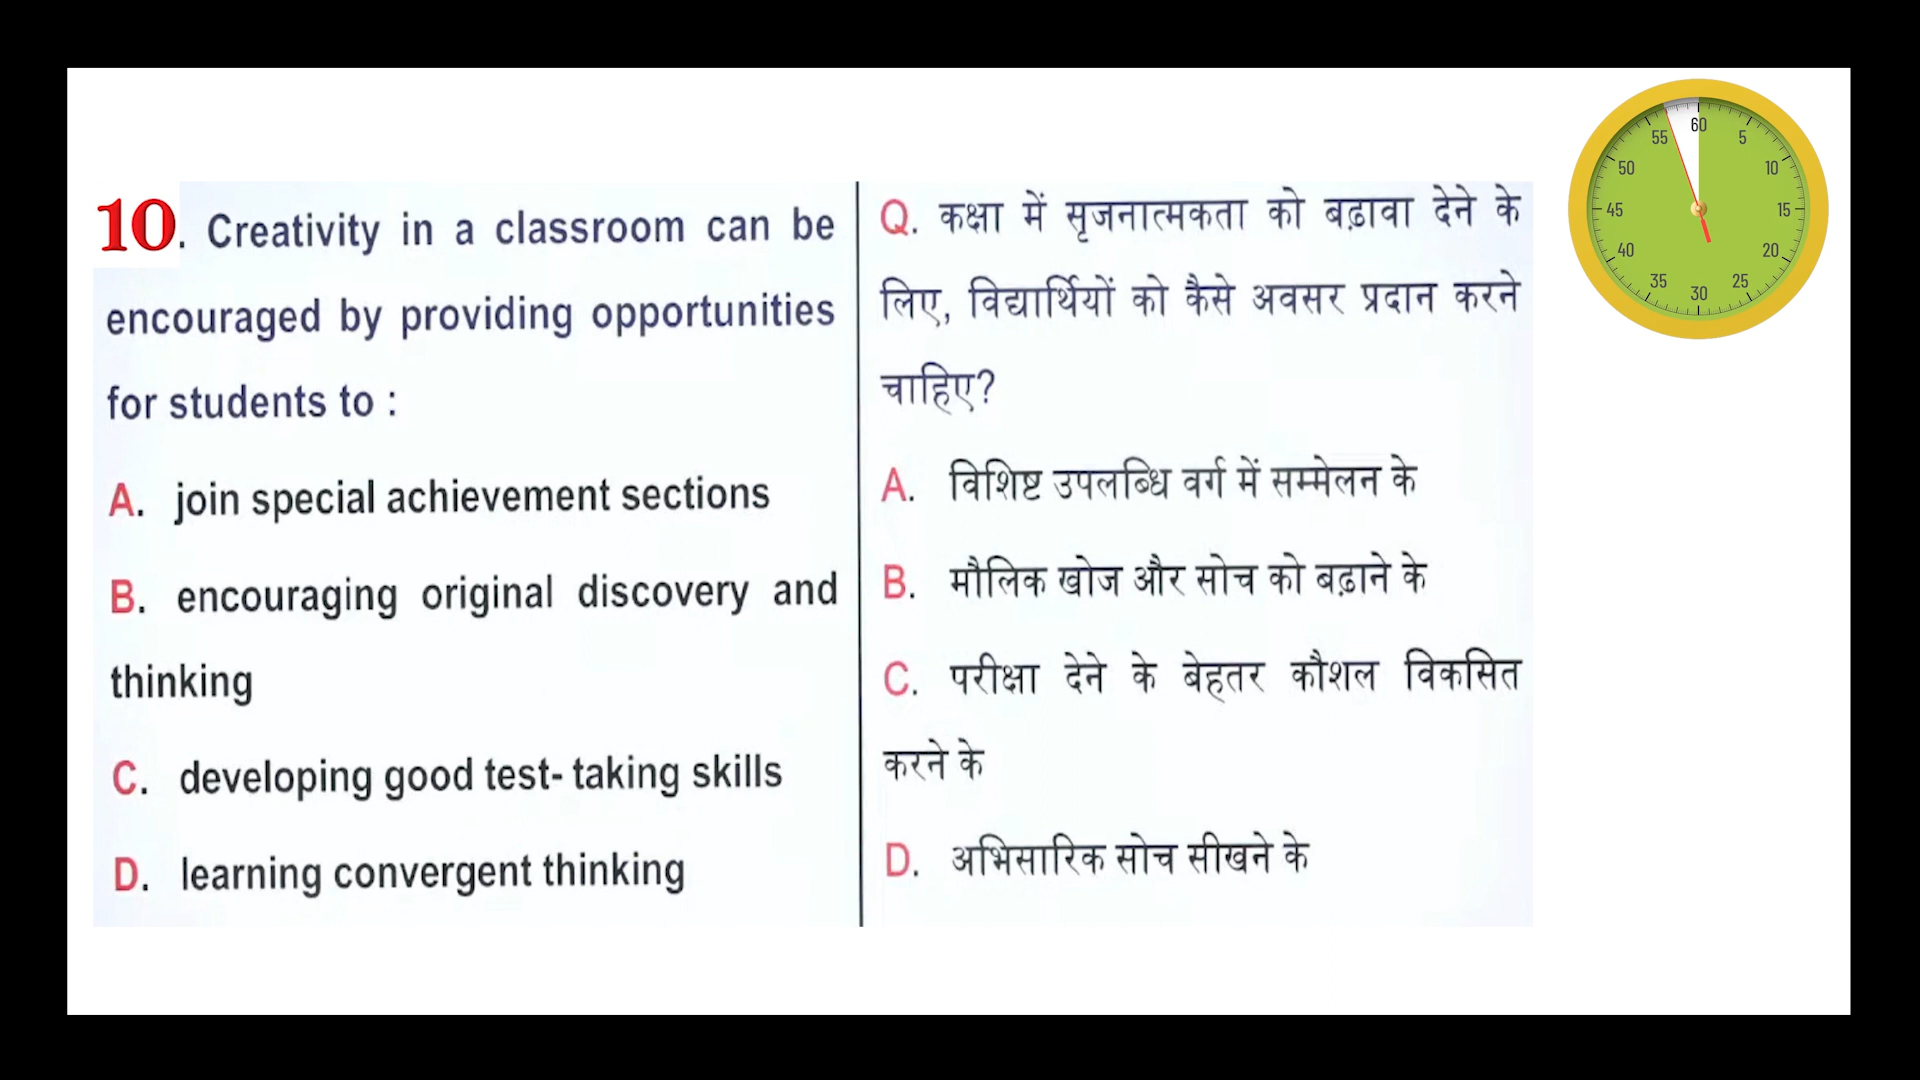 10. Creativity in a classroom can be
encouraged by providing opportunities
for students to :
A. join special achievement sections
B. encouraging original discovery and
thinking
C. developing good test- taking skills
D. learning convergent thinking
Q. कक्षा में सृजनात्मकता को बढ़ावा देने के
लिए, विद्यार्थियों को कैसे अवसर प्रदान करने
चाहिए?
A. विशिष्ट उपलब्धि वर्ग में सम्मेलन के
B. मौलिक खोज और सोच को बढ़ाने के
C. परीक्षा देने के बेहतर कौशल विकसित
करने के
D. अभिसारिक सोच सीखने के
60
5
10
15
20
25
30
35
40
45
50
55